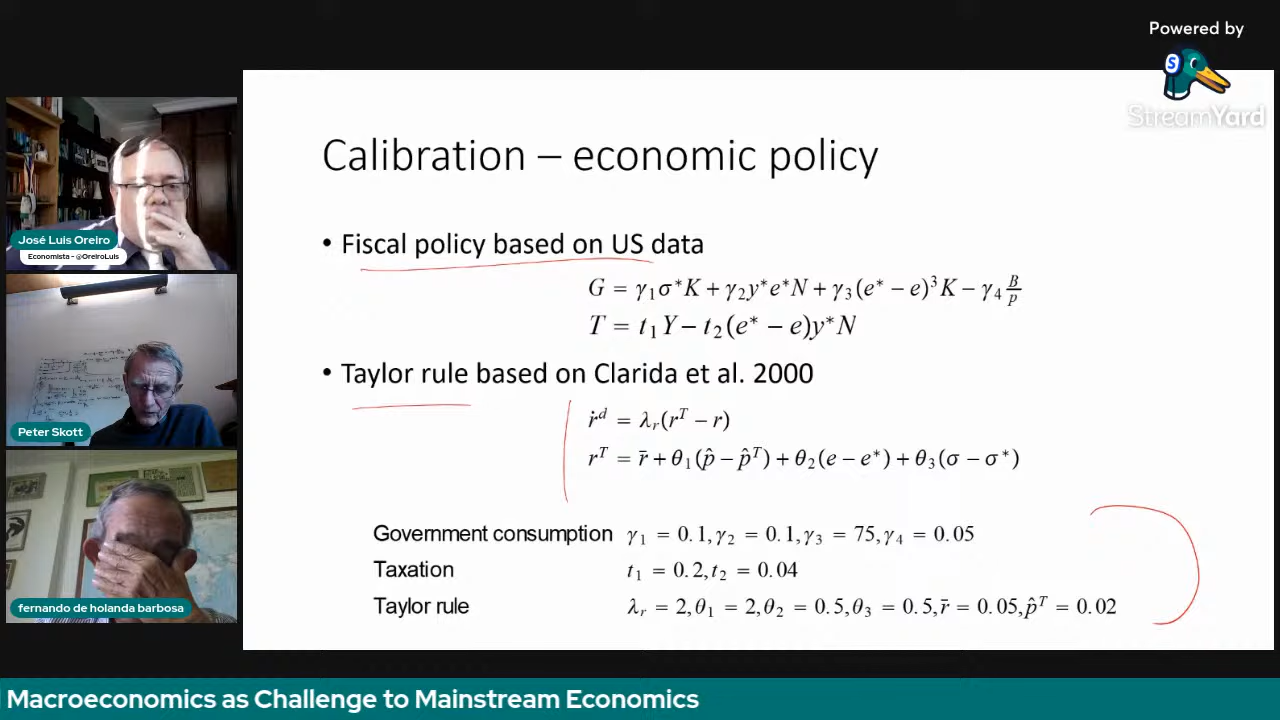 Powered by
S
StreamYard
Calibration – economic policy
• Fiscal policy based on US data
G = γ₁σ*K + γ₂y*e*N + γ₃(e* − e)³K − γ₄ B/p
T = t₁Y − t₂(e* − e)y*N
• Taylor rule based on Clarida et al. 2000
ṙᵈ = λᵣ(rᵀ − r)
rᵀ = r̄ + θ₁(p̂ − p̂ᵀ) + θ₂(e − e*) + θ₃(σ − σ*)
Government consumption γ₁ = 0.1, γ₂ = 0.1, γ₃ = 75, γ₄ = 0.05
Taxation t₁ = 0.2, t₂ = 0.04
Taylor rule λᵣ = 2, θ₁ = 2, θ₂ = 0.5, θ₃ = 0.5, r̄ = 0.05, p̂ᵀ = 0.02
José Luis Oreiro
Economista - @OreiroLuis
Peter Skott
fernando de holanda barbosa
Macroeconomics as Challenge to Mainstream Economics